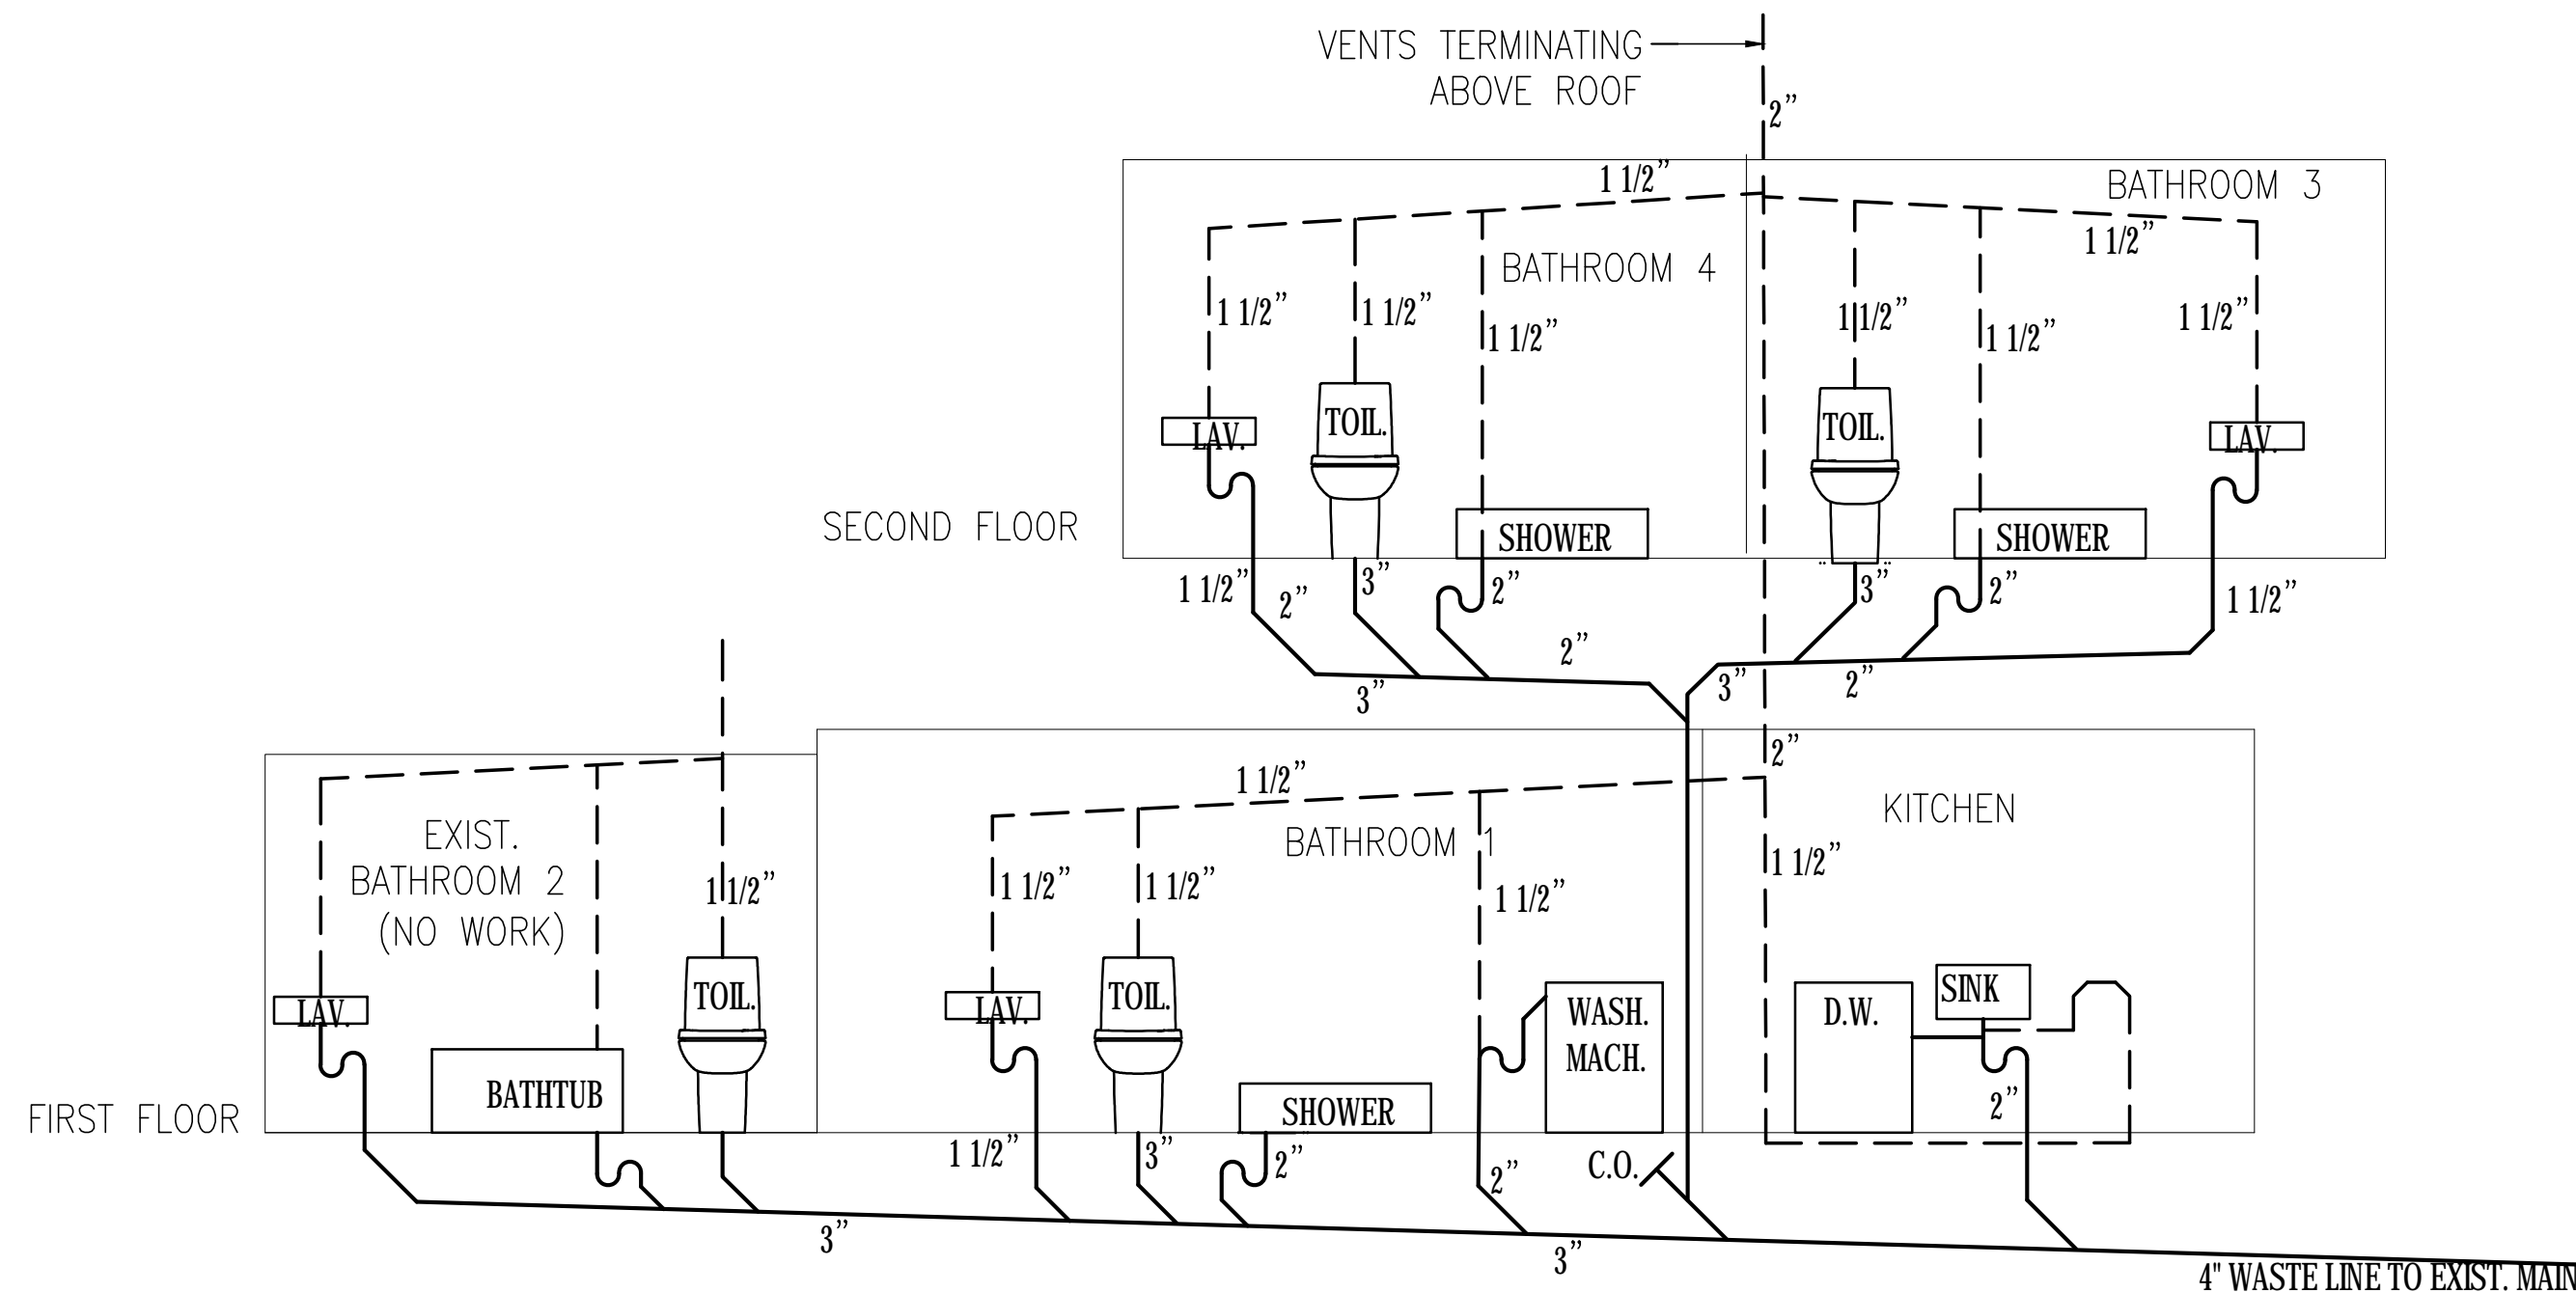 VENTS TERMINATING
ABOVE ROOF
2”
1 1/2”
BATHROOM 3
1 1/2”
BATHROOM 4
1 1/2”
1 1/2”
1 1/2”
1 1/2”
1 1/2”
1 1/2”
TOIL.
TOIL.
LAV.
LAV.
SECOND FLOOR
SHOWER
SHOWER
1 1/2”
2”
3”
2”
3”
2”
1 1/2”
2”
3”
3”
2”
2”
1 1/2”
KITCHEN
EXIST.
BATHROOM 2
(NO WORK)
BATHROOM 1
1 1/2”
1 1/2”
1 1/2”
1 1/2”
1 1/2”
TOIL.
TOIL.
LAV.
LAV.
WASH.
MACH.
D.W.
SINK
BATHTUB
SHOWER
2”
FIRST FLOOR
1 1/2”
3”
2”
2”
C.O.
3”
3”
4" WASTE LINE TO EXIST. MAIN